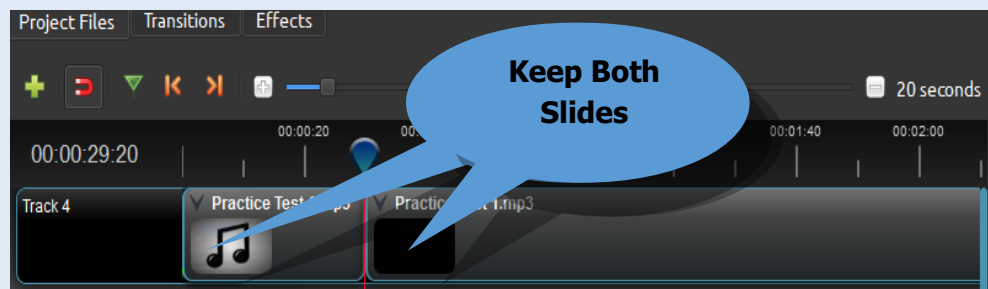 Project Files Transitions Effects
Keep Both
Slides
20 seconds
00:00:20 00:01:40 00:02:00
00:00:29:20
Track 4 Practice Test Practice 1.mp3